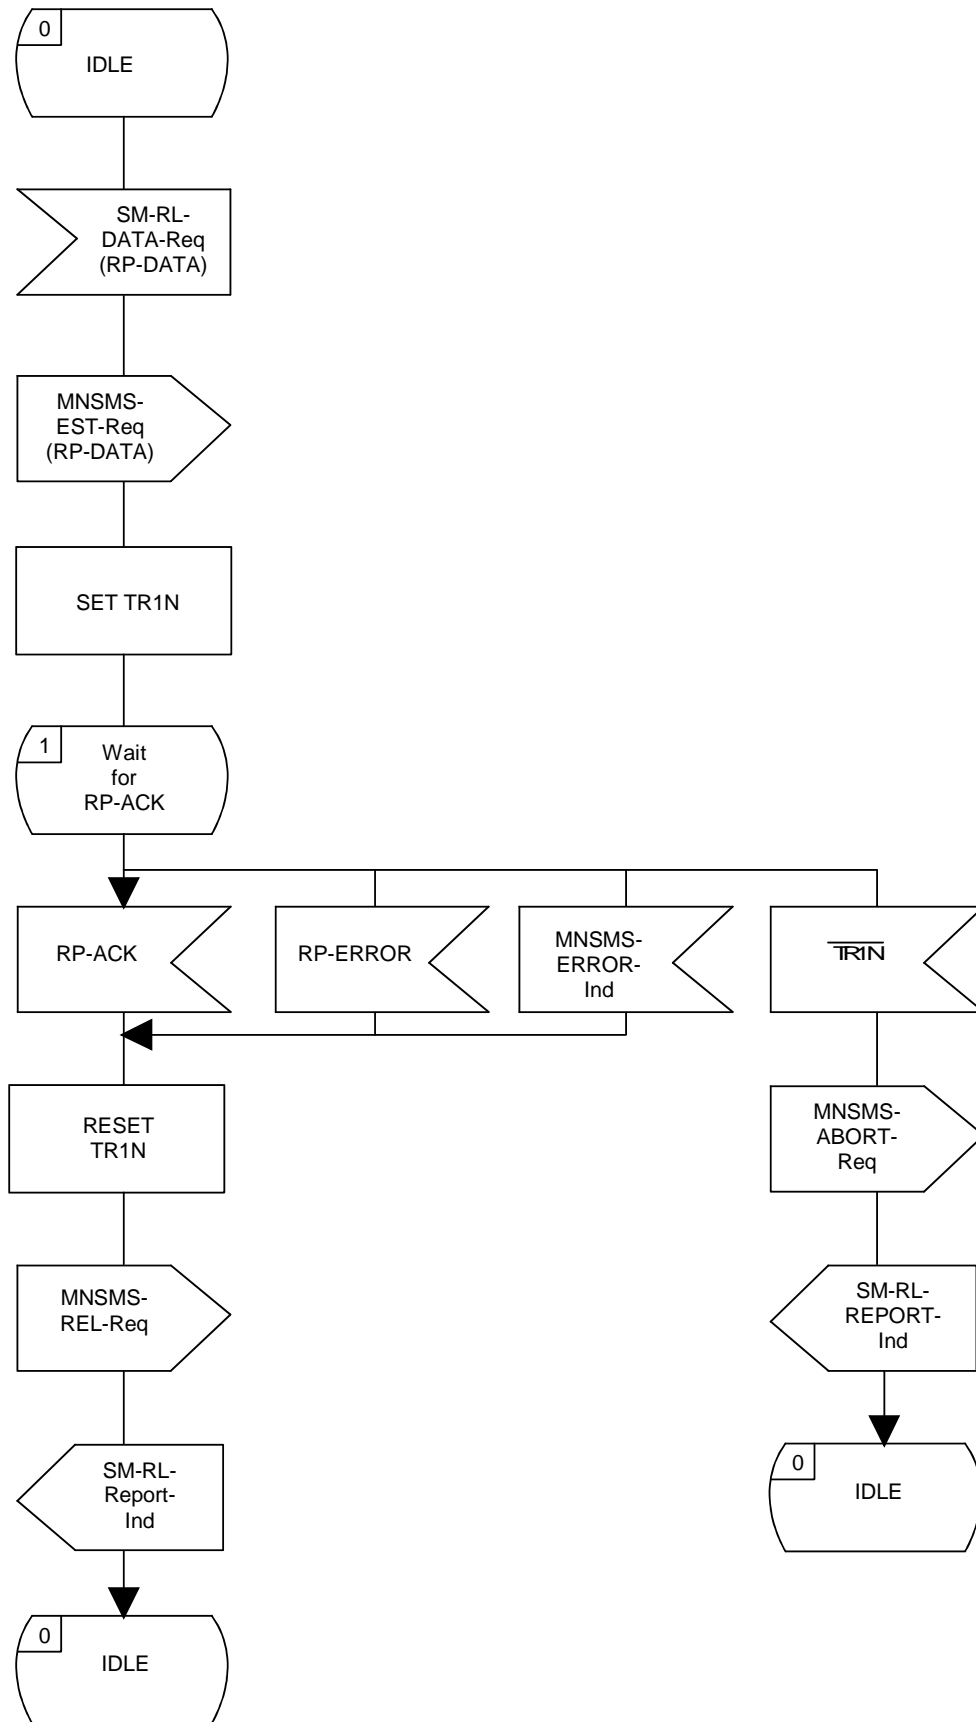 0
IDLE
SM-RL-
DATA-Req
(RP-DATA)
MNSMS-
EST-Req
(RP-DATA)
SET TR1N
1
Wait
for
RP-ACK
RP-ACK
RP-ERROR
MNSMS-
ERROR-
Ind
TR1N
RESET
TR1N
MNSMS-
ABORT-
Req
MNSMS-
REL-Req
SM-RL-
REPORT-
Ind
SM-RL-
Report-
Ind
0
IDLE
0
IDLE